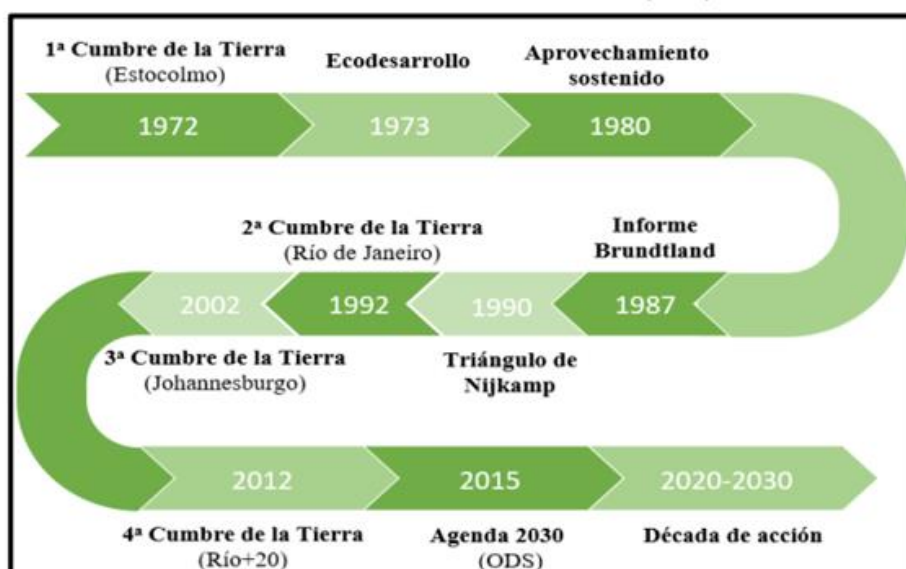 1ª Cumbre de la Tierra
(Estocolmo)
Ecodesarrollo
Aprovechamiento
sostenido
1972
1973
1980
2ª Cumbre de la Tierra
(Río de Janeiro)
Informe
Brundtland
2002
1992
1990
1987
3ª Cumbre de la Tierra
(Johannesburgo)
Triángulo de
Nijkamp
2012
2015
2020-2030
4ª Cumbre de la Tierra
(Río+20)
Agenda 2030
(ODS)
Década de acción